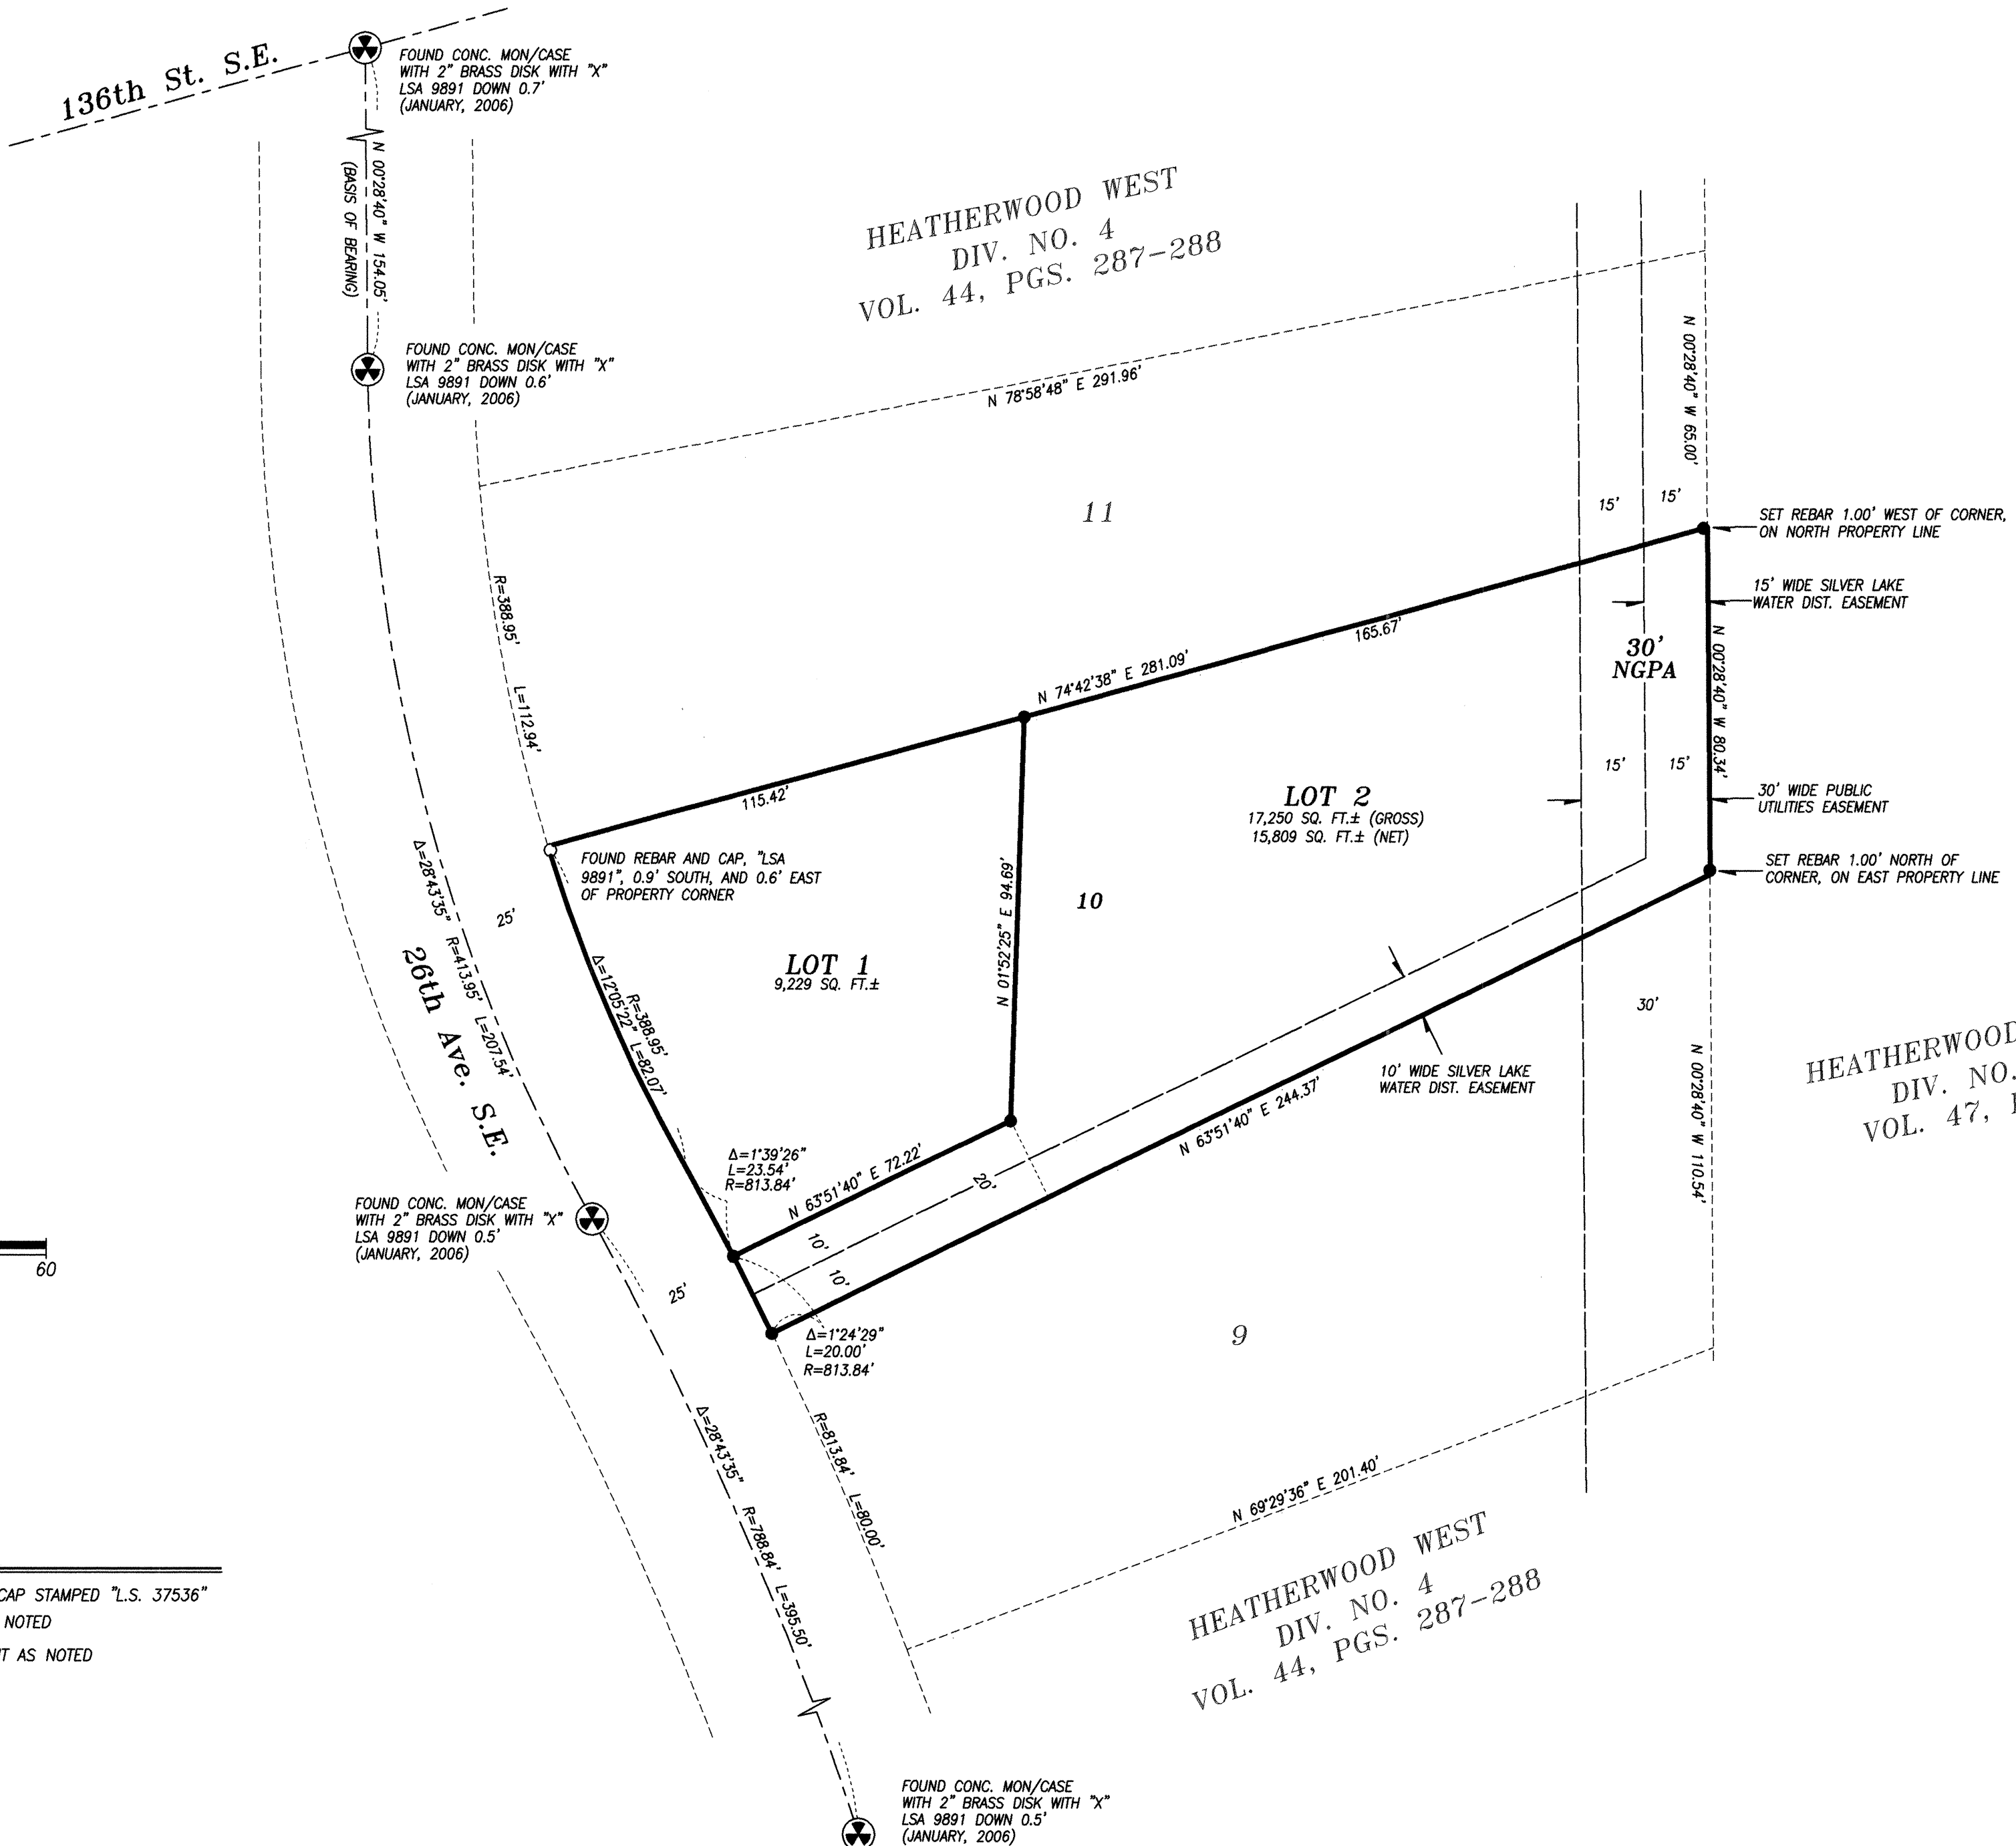 136th St. S.E.
FOUND CONC. MON/CASE
WITH 2" BRASS DISK WITH "X"
LSA 9891 DOWN 0.7'
(JANUARY, 2006)
N 00°28'40" W 154.05'
(BASIS OF BEARING)
HEATHERWOOD WEST
DIV. NO. 4
VOL. 44, PGS. 287-288
FOUND CONC. MON/CASE
WITH 2" BRASS DISK WITH "X"
LSA 9891 DOWN 0.6'
(JANUARY, 2006)
N 78°58'48" E 291.96'
N 00°28'40" W 65.00'
11
15'
15'
SET REBAR 1.00' WEST OF CORNER,
ON NORTH PROPERTY LINE
R=388.95'
L=112.94'
15' WIDE SILVER LAKE
WATER DIST. EASEMENT
165.67'
N 74°42'38" E 281.09'
30'
NGPA
N 00°28'40" W 80.34'
15'
15'
115.42'
LOT 2
17,250 SQ. FT.± (GROSS)
15,809 SQ. FT.± (NET)
30' WIDE PUBLIC
UTILITIES EASEMENT
FOUND REBAR AND CAP, "LSA
9891", 0.9' SOUTH, AND 0.6' EAST
OF PROPERTY CORNER
SET REBAR 1.00' NORTH OF
CORNER, ON EAST PROPERTY LINE
Δ=28°43'35" R=413.95' L=207.54'
25'
N 01°52'25" E 94.69'
10
26th Ave. S.E.
LOT 1
9,229 SQ. FT.±
R=388.95'
Δ=12°05'22" L=82.07'
30'
10' WIDE SILVER LAKE
WATER DIST. EASEMENT
N 63°51'40" E 244.37'
N 00°28'40" W 110.54'
HEATHERWOOD
DIV. NO.
VOL. 47,
Δ=1°39'26"
L=23.54'
R=813.84'
N 63°51'40" E 72.22'
20'
FOUND CONC. MON/CASE
WITH 2" BRASS DISK WITH "X"
LSA 9891 DOWN 0.5'
(JANUARY, 2006)
60
10'
10'
25'
Δ=1°24'29"
L=20.00'
R=813.84'
9
Δ=28°43'35" R=788.84' L=395.50'
R=813.84' L=80.00'
N 69°29'36" E 201.40'
HEATHERWOOD WEST
DIV. NO. 4
VOL. 44, PGS. 287-288
CAP STAMPED "L.S. 37536"
NOTED
T AS NOTED
FOUND CONC. MON/CASE
WITH 2" BRASS DISK WITH "X"
LSA 9891 DOWN 0.5'
(JANUARY, 2006)